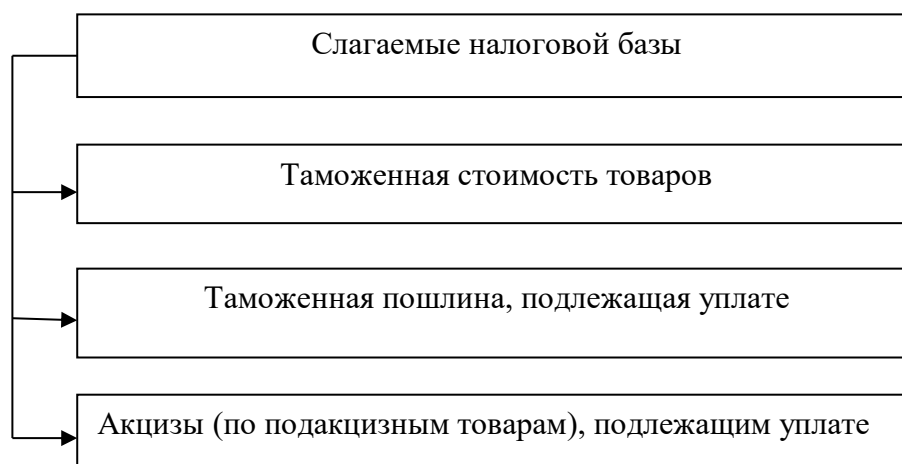 Слагаемые налоговой базы
Таможенная стоимость товаров
Таможенная пошлина, подлежащая уплате
Акцизы (по подакцизным товарам), подлежащим уплате